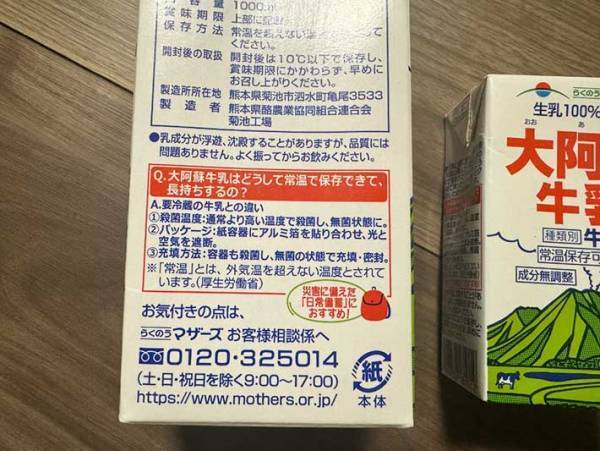 内容量 1000m
賞味期限 上部に記載
保存方法 常温を超えない
ください。
開封後の取扱 開封後は10℃以下で保存し、
賞味期限にかかわらず、早めに
お召し上がりください。
製造所所在地 熊本県菊池市泗水町亀尾3533
製造者 熊本県酪農業協同組合連合会
菊池工場
●乳成分が浮遊、沈殿することがありますが、品質には
問題ありません。よく振ってからお飲みください。
Q.大阿蘇牛乳はどうして常温で保存できて、
長持ちするの?
A.要冷蔵の牛乳との違い
①殺菌温度:通常より高い温度で殺菌し、無菌状態に。
②パッケージ:紙容器にアルミ箔を貼り合わせ、光と
空気を遮断。
③充填方法:容器も殺菌し、無菌の状態で充填・密封。
※「常温」とは、外気温を超えない温度とされて
います。(厚生労働省)
災害に備えた
「日常備蓄」に
おすすめ!
お気付きの点は、
らくのうマザーズ お客様相談係へ
0120・325014
(土・日・祝日を除く9:00〜17:00)
https://www.mothers.or.jp/
紙
本体
らくのう
生乳100%
おお あ
大阿
牛乳
種類別 牛
常温保存可
成分無調整